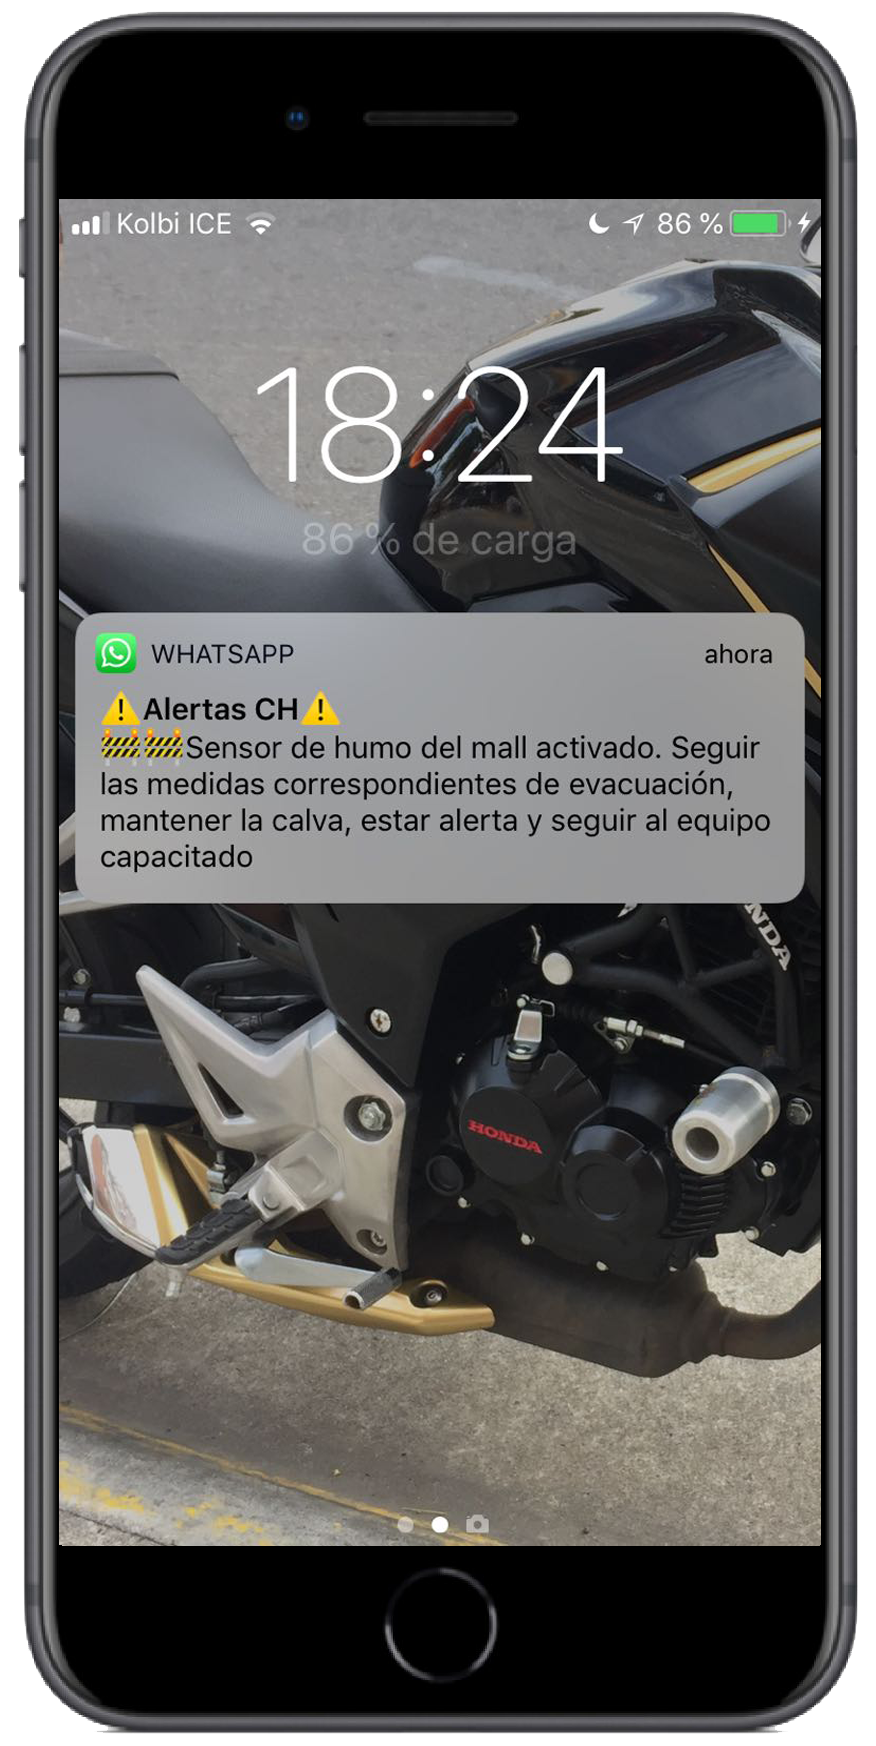 Kolbi ICE 86 %
18:24
86 % de carga
WHATSAPP ahora
⚠️Alertas CH⚠️
🚧🚧Sensor de humo del mall activado. Seguir
las medidas correspondientes de evacuación,
mantener la calva, estar alerta y seguir al equipo
capacitado
NDA
HONDA